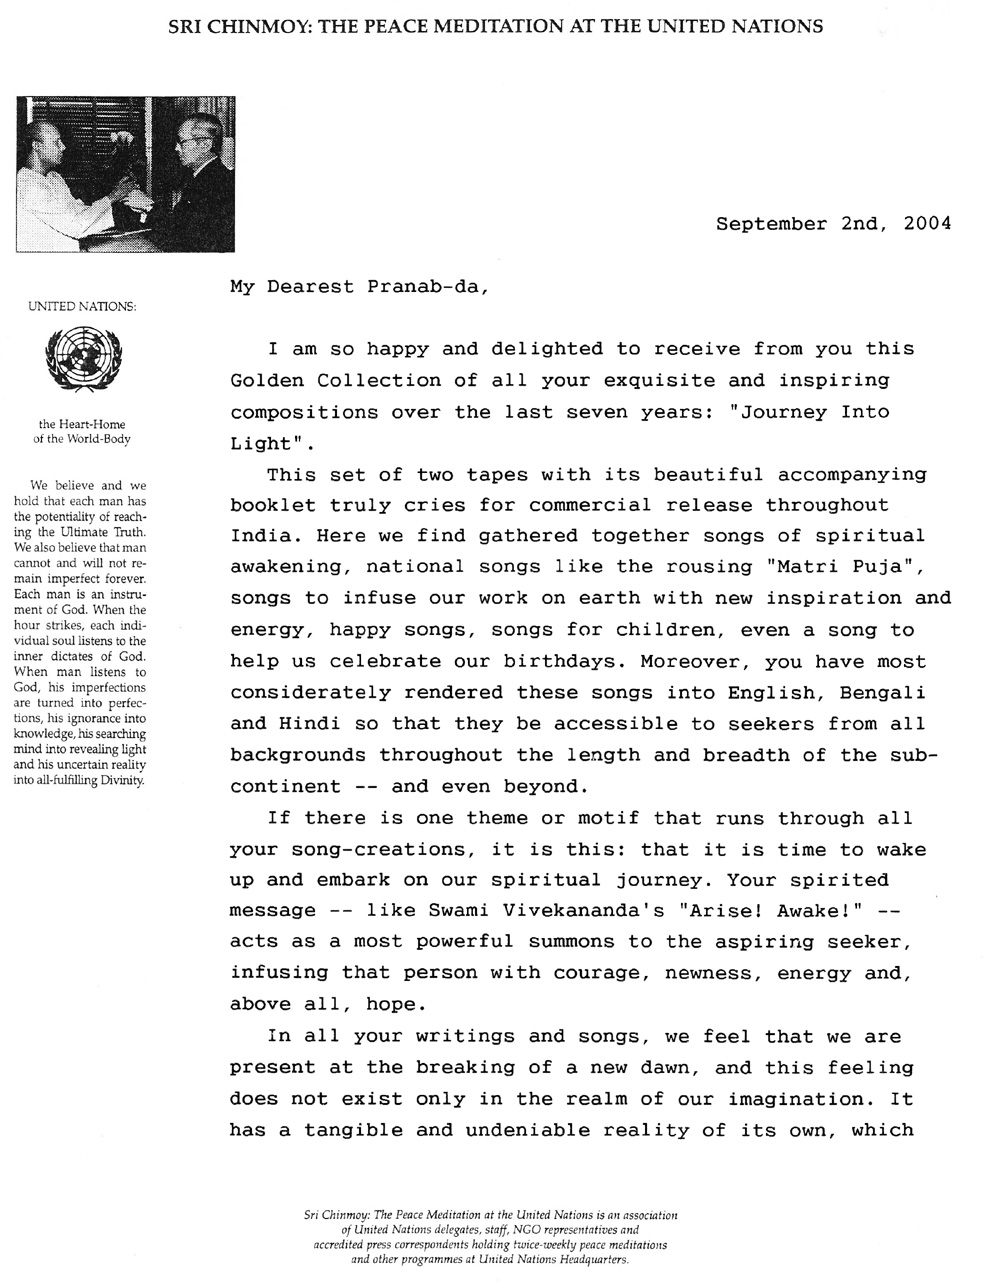 SRI CHINMOY: THE PEACE MEDITATION AT THE UNITED NATIONS
September 2nd, 2004
My Dearest Pranab-da,
UNITED NATIONS:
the Heart-Home
of the World-Body
We believe and we
hold that each man has
the potentiality of reach-
ing the Ultimate Truth.
We also believe that man
cannot and will not re-
main imperfect forever.
Each man is an instru-
ment of God. When the
hour strikes, each indi-
vidual soul listens to the
inner dictates of God.
When man listens to
God, his imperfections
are turned into perfec-
tions, his ignorance into
knowledge, his searching
mind into revealing light
and his uncertain reality
into all-fulfilling Divinity.
I am so happy and delighted to receive from you this
Golden Collection of all your exquisite and inspiring
compositions over the last seven years: "Journey Into
Light".
This set of two tapes with its beautiful accompanying
booklet truly cries for commercial release throughout
India. Here we find gathered together songs of spiritual
awakening, national songs like the rousing "Matri Puja",
songs to infuse our work on earth with new inspiration and
energy, happy songs, songs for children, even a song to
help us celebrate our birthdays. Moreover, you have most
considerately rendered these songs into English, Bengali
and Hindi so that they be accessible to seekers from all
backgrounds throughout the length and breadth of the sub-
continent -- and even beyond.
If there is one theme or motif that runs through all
your song-creations, it is this: that it is time to wake
up and embark on our spiritual journey. Your spirited
message -- like Swami Vivekananda's "Arise! Awake!" --
acts as a most powerful summons to the aspiring seeker,
infusing that person with courage, newness, energy and,
above all, hope.
In all your writings and songs, we feel that we are
present at the breaking of a new dawn, and this feeling
does not exist only in the realm of our imagination. It
has a tangible and undeniable reality of its own, which
Sri Chinmoy: The Peace Meditation at the United Nations is an association
of United Nations delegates, staff, NGO representatives and
accredited press correspondents holding twice-weekly peace meditations
and other programmes at United Nations Headquarters.